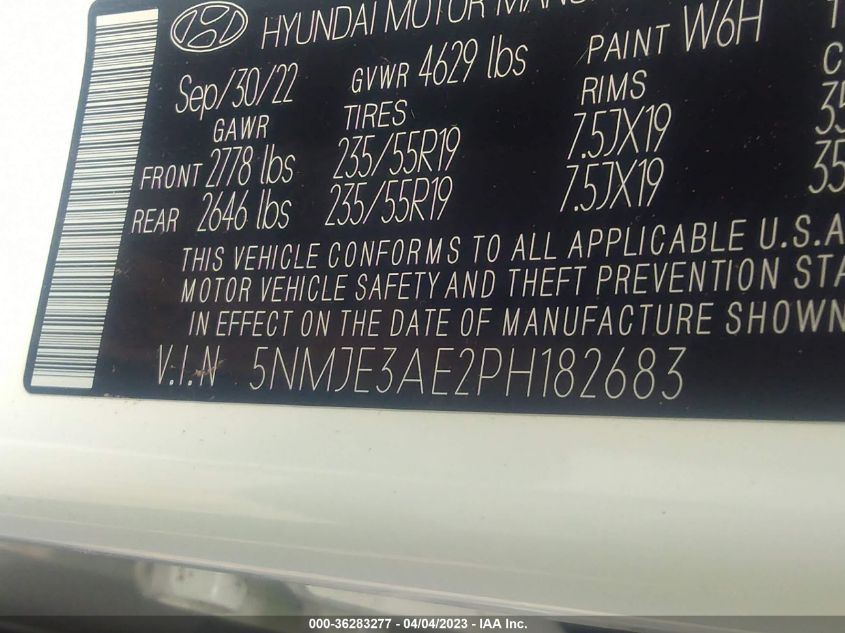 HYUNDAI MOTOR
Sep/30/22 GVWR 4629 lbs PAINT W6H
GAWR TIRES RIMS
FRONT 2778 lbs 235/55R19 7.5JX19 35
REAR 2646 lbs 235/55R19 7.5JX19 35
THIS VEHICLE CONFORMS TO ALL APPLICABLE U.S.A
MOTOR VEHICLE SAFETY AND THEFT PREVENTION
IN EFFECT ON THE DATE OF MANUFACTURE SHOWN
V.I.N 5NMJE3AE2PH182683
000-36283277 - 04/04/2023 - IAA Inc.